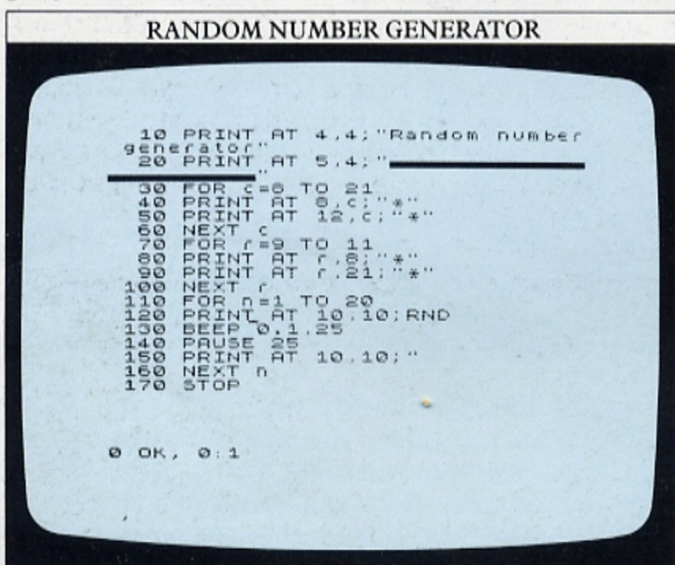 RANDOM NUMBER GENERATOR
10 PRINT AT 4,4;"Random number
generator"
20 PRINT AT 5,4;"
"
30 FOR c=8 TO 21
40 PRINT AT 8,c;"*"
50 PRINT AT 12,c;"*"
60 NEXT c
70 FOR r=9 TO 11
80 PRINT AT r,8;"*"
90 PRINT AT r,21;"*"
100 NEXT r
110 FOR n=1 TO 20
120 PRINT AT 10,10;RND
130 BEEP 0.1,25
140 PAUSE 25
150 PRINT AT 10,10;"
160 NEXT n
170 STOP
0 OK, 0:1